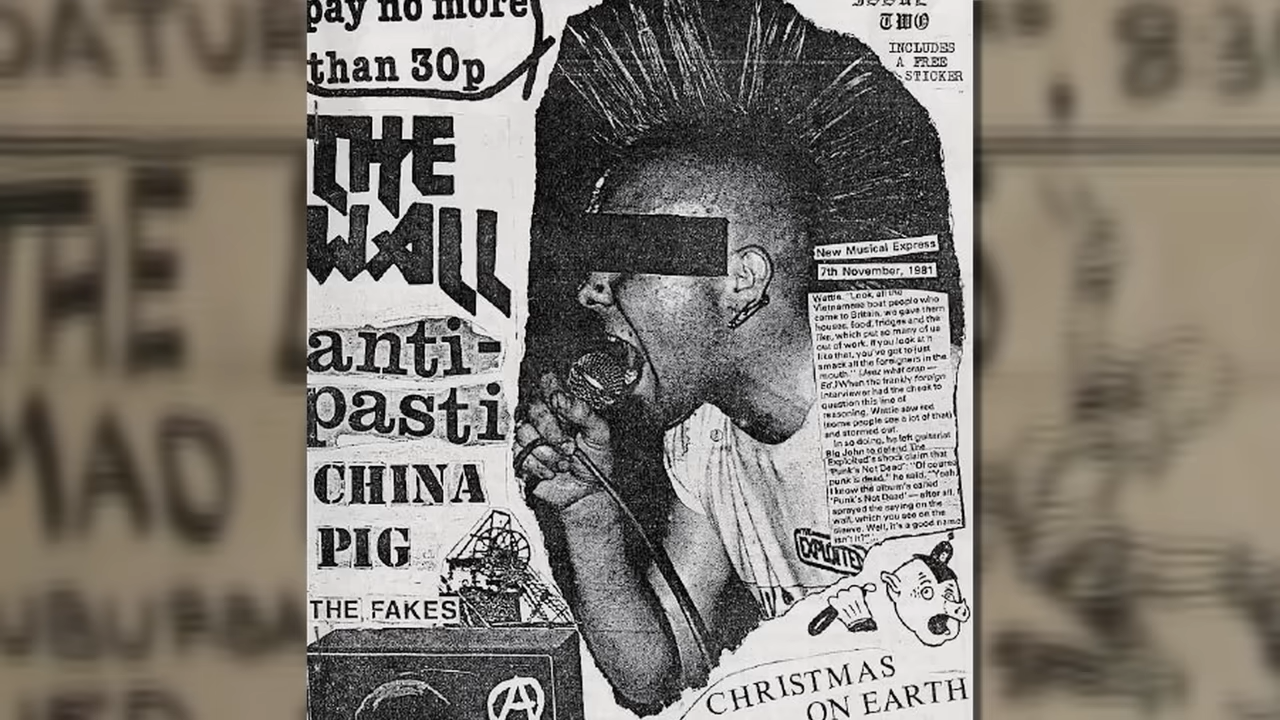 pay no more
than 30p
ISSUE
TWO
INCLUDES
A FREE
STICKER
THE
WALL
anti-
pasti
CHINA
PIG
THE FAKES
New Musical Express
7th November, 1981
Wattie. "Look, all the
Vietnamese boat people who
came to Britain, we gave them
houses, food, fridges and the
like, which put so many of us
out of work. If you look at it
like that, you've got to just
smack all the foreigners in the
mouth."
Ed.) When the frankly foreign
interviewer had the cheek to
question this line of
reasoning, Wattie saw red
(some people see a lot of that)
and stormed out.
In so doing, he left guitarist
Big John to defend The
Exploited's shock claim that
'Punk's Not Dead': "Of course
punk is dead," he said, "Yeah,
I know the album's called
'Punk's Not Dead' — after all, I
sprayed the saying on the
wall, which you see on the
sleeve. Well, it's a good name
isn't it?"
EXPLOITED
CHRISTMAS
ON EARTH